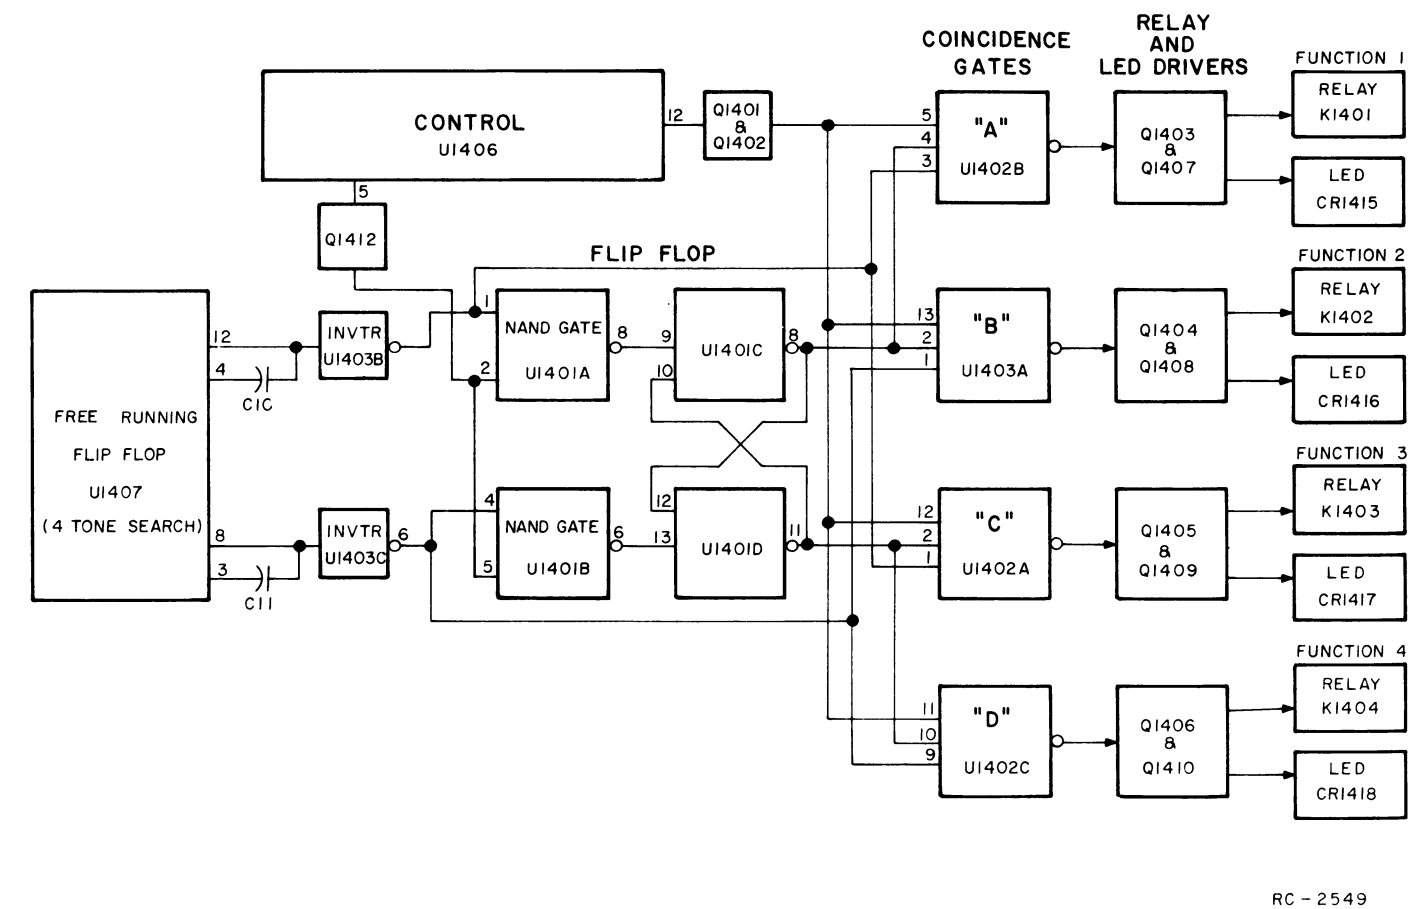 COINCIDENCE
GATES
RELAY
AND
LED DRIVERS
FUNCTION 1
RELAY
K1401
LED
CR1415
CONTROL
U1406
12
5
Q1401
&
Q1402
Q1412
5
4
3
"A"
U1402B
Q1403
&
Q1407
FLIP FLOP
FUNCTION 2
RELAY
K1402
LED
CR1416
FREE RUNNING
FLIP FLOP
U1407
(4 TONE SEARCH)
12
4
C1C
8
3
C11
INVTR
U1403B
INVTR
U1403C
6
1
2
NAND GATE
U1401A
8
9
10
U1401C
8
13
2
1
"B"
U1403A
Q1404
&
Q1408
4
5
NAND GATE
U1401B
6
12
13
U1401D
11
12
2
1
"C"
U1402A
Q1405
&
Q1409
FUNCTION 3
RELAY
K1403
LED
CR1417
11
10
9
"D"
U1402C
Q1406
&
Q1410
FUNCTION 4
RELAY
K1404
LED
CR1418
RC-2549